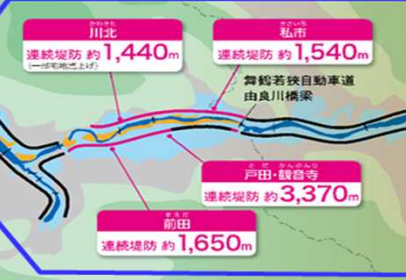 かわきた
川北
連続堤防 約1,440m
(一部宅地嵩上げ)
きさいち
私市
連続堤防 約1,540m
舞鶴若狭自動車道
由良川橋梁
とだ かんのんじ
戸田・観音寺
連続堤防 約3,370m
まえだ
前田
連続堤防 約1,650m